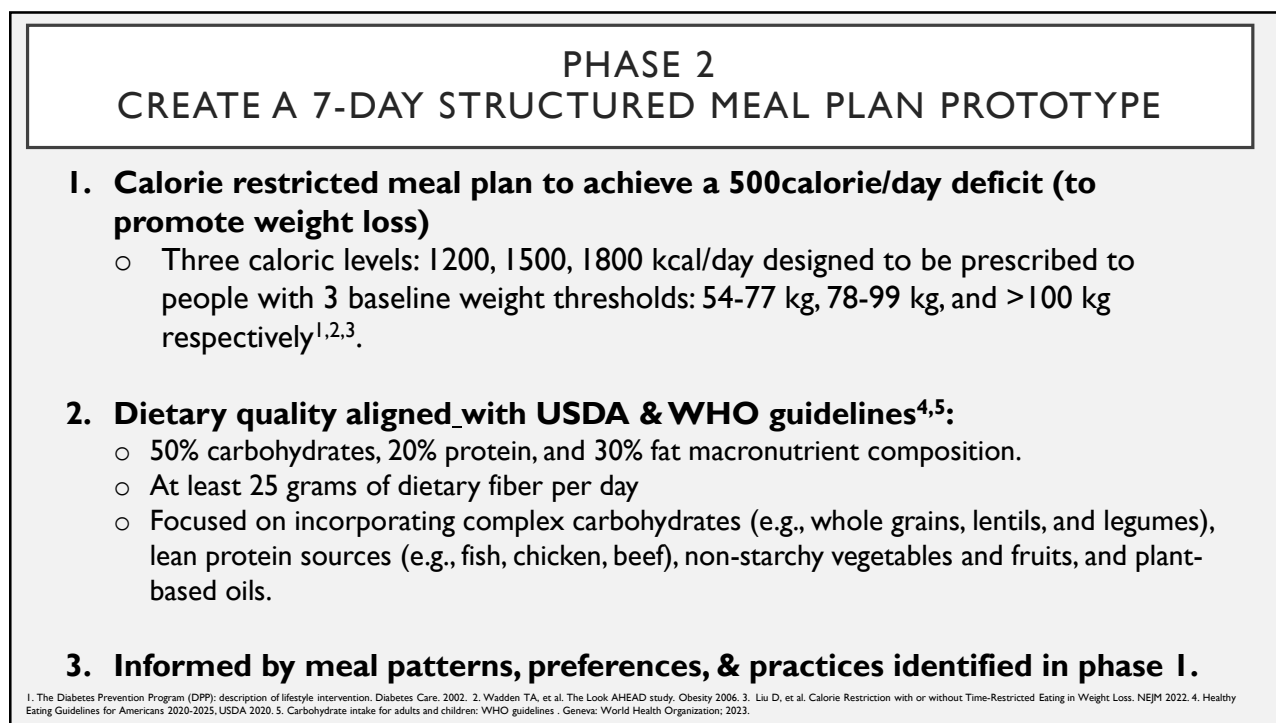 PHASE 2
CREATE A 7-DAY STRUCTURED MEAL PLAN PROTOTYPE
1. Calorie restricted meal plan to achieve a 500calorie/day deficit (to
promote weight loss)
o Three caloric levels: 1200, 1500, 1800 kcal/day designed to be prescribed to
people with 3 baseline weight thresholds: 54-77 kg, 78-99 kg, and >100 kg
respectively1,2,3.
2. Dietary quality aligned with USDA & WHO guidelines4,5:
o 50% carbohydrates, 20% protein, and 30% fat macronutrient composition.
o At least 25 grams of dietary fiber per day
o Focused on incorporating complex carbohydrates (e.g., whole grains, lentils, and legumes),
lean protein sources (e.g., fish, chicken, beef), non-starchy vegetables and fruits, and plant-
based oils.
3. Informed by meal patterns, preferences, & practices identified in phase 1.
1. The Diabetes Prevention Program (DPP): description of lifestyle intervention. Diabetes Care. 2002. 2. Wadden TA, et al. The Look AHEAD study. Obesity 2006. 3. Liu D, et al. Calorie Restriction with or without Time-Restricted Eating in Weight Loss. NEJM 2022. 4. Healthy
Eating Guidelines for Americans 2020-2025, USDA 2020. 5. Carbohydrate intake for adults and children: WHO guidelines . Geneva: World Health Organization; 2023.